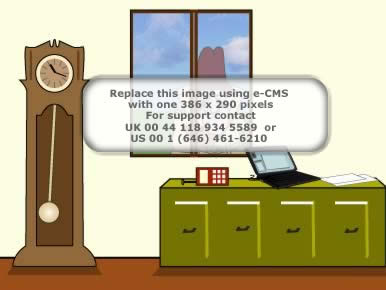 Replace this image using e-CMS
with one 386 x 290 pixels
For support contact
UK 00 44 118 934 5589  or
US 00 1 (646) 461-6210